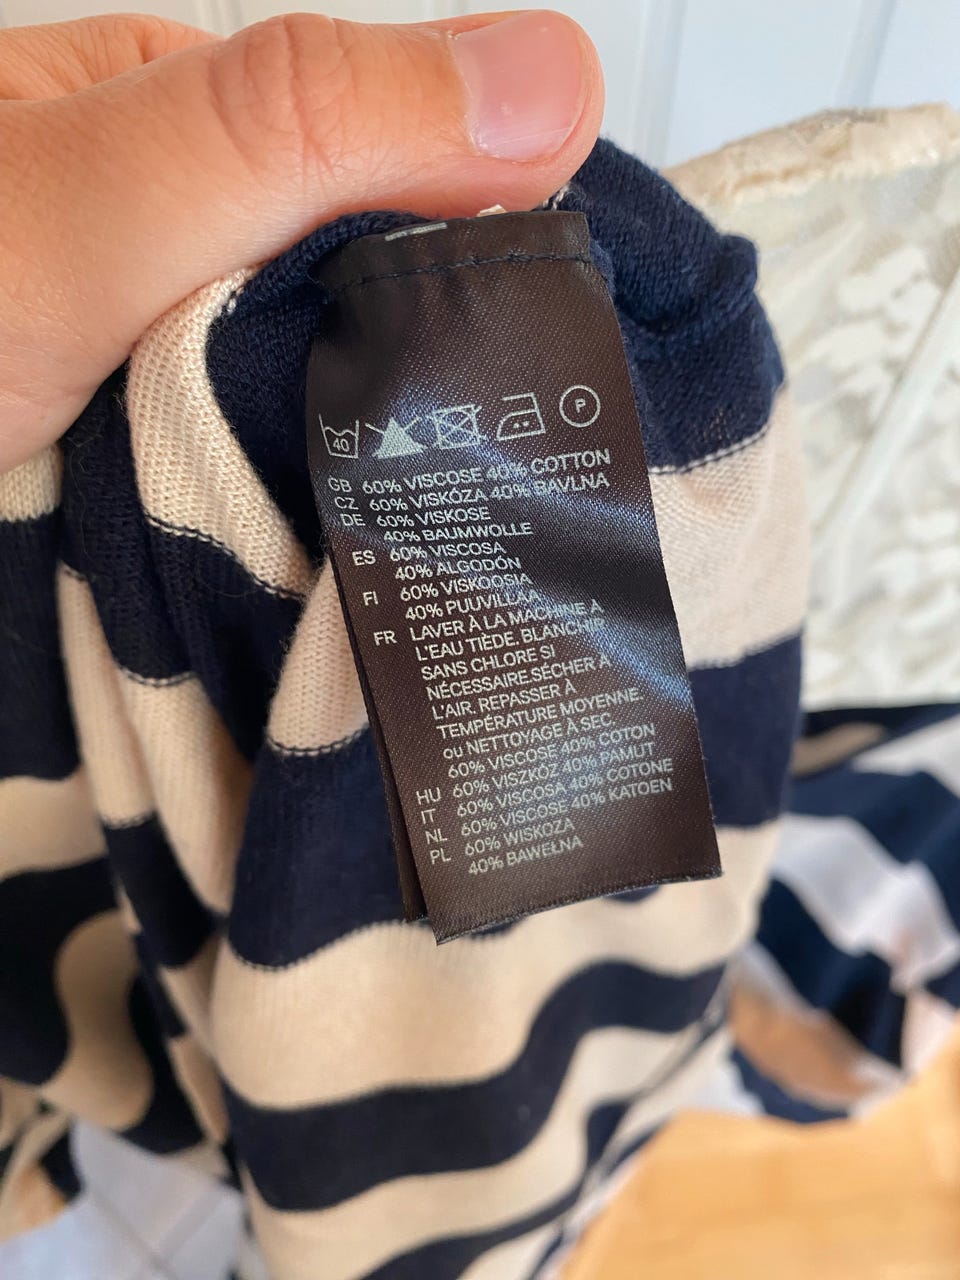 40 P
GB 60% VISCOSE 40% COTTON
CZ 60% VISKÓZA 40% BAVLNA
DE 60% VISKOSE
40% BAUMWOLLE
ES 60% VISCOSA
40% ALGODÓN
FI 60% VISKOOSIA
40% PUUVILLAA
FR LAVER À LA MACHINE À
L'EAU TIÈDE. BLANCHIR
SANS CHLORE SI
NÉCESSAIRE.SÉCHER À
L'AIR. REPASSER À
TEMPÉRATURE MOYENNE
ou NETTOYAGE À SEC.
60% VISCOSE 40% COTON
HU 60% VISZKÓZ 40% PAMUT
IT 60% VISCOSA 40% COTONE
NL 60% VISCOSE 40% KATOEN
PL 60% WISKOZA
40% BAWEŁNA